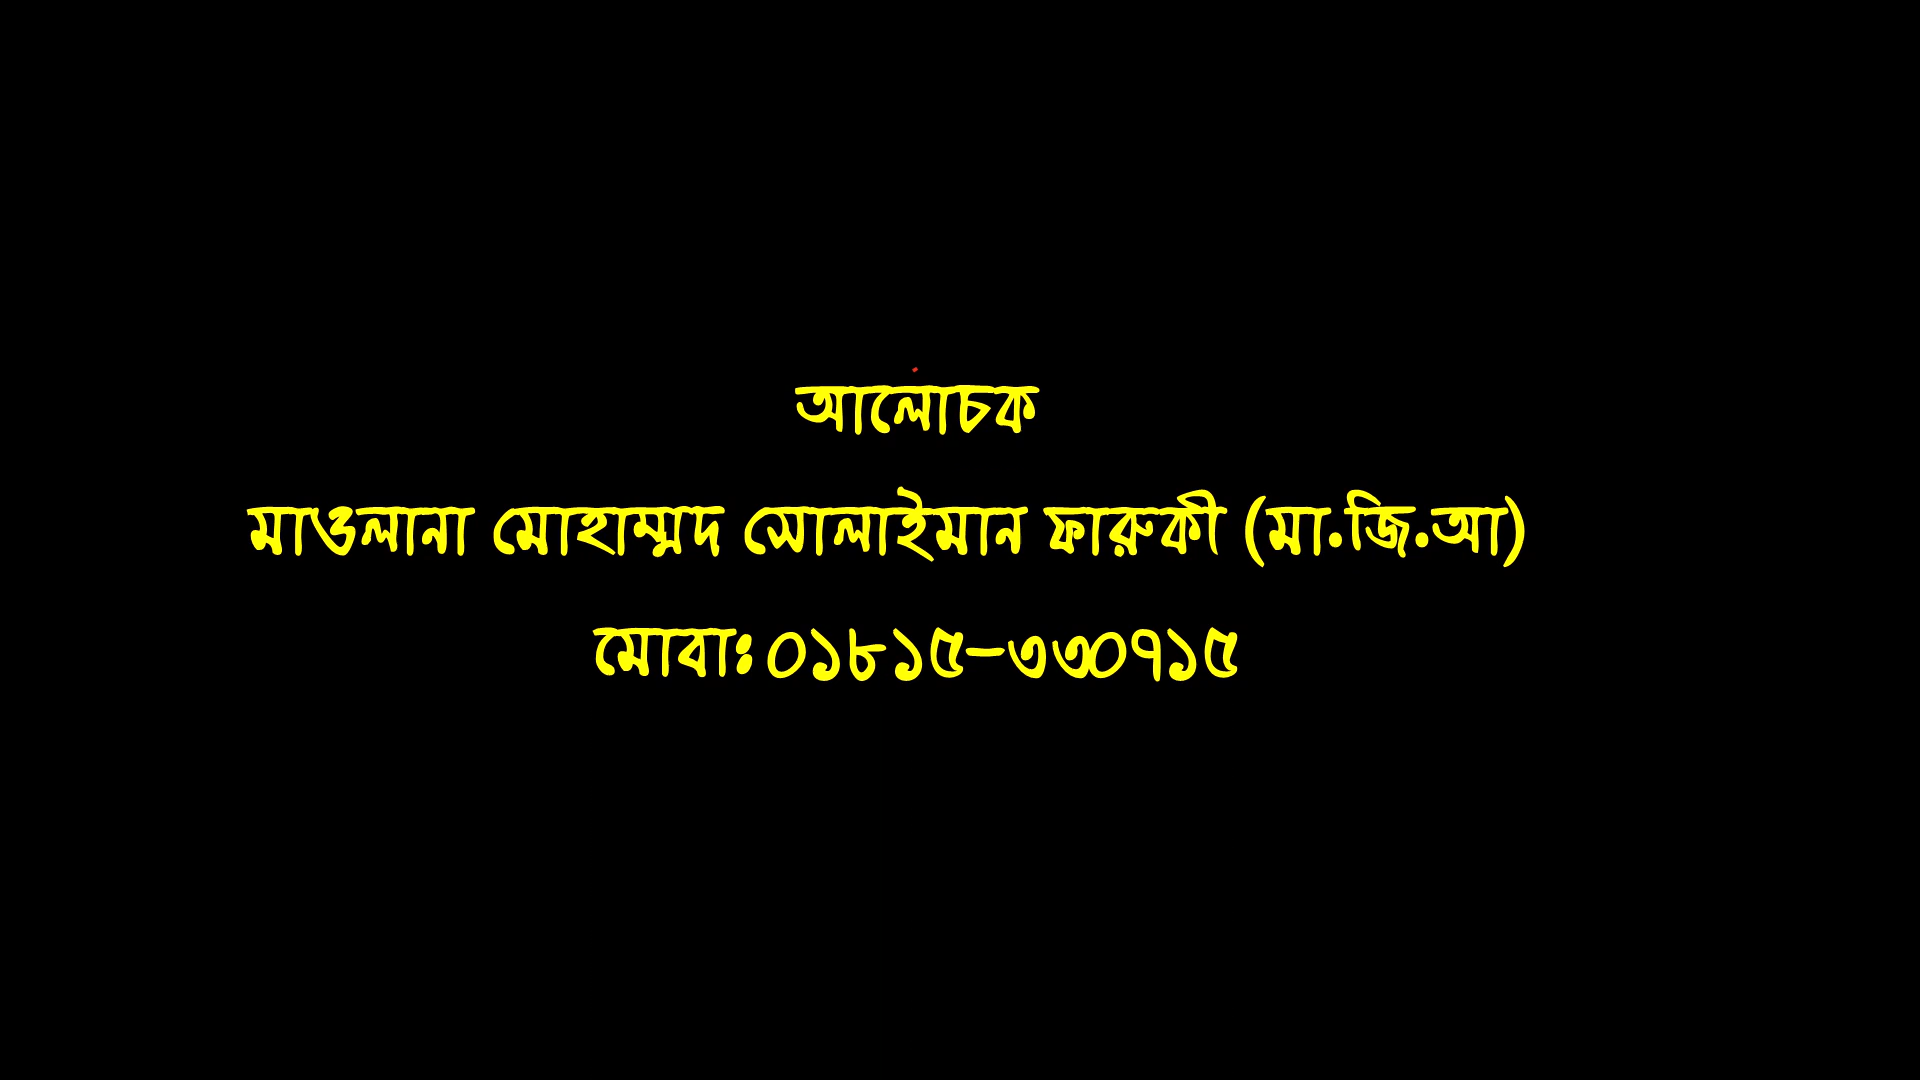 আলোচক
মাওলানা মোহাম্মদ সোলাইমান ফারুকী (মা.জি.আ)
মোবা: ০১৮১৫-৩৩০৭১৫